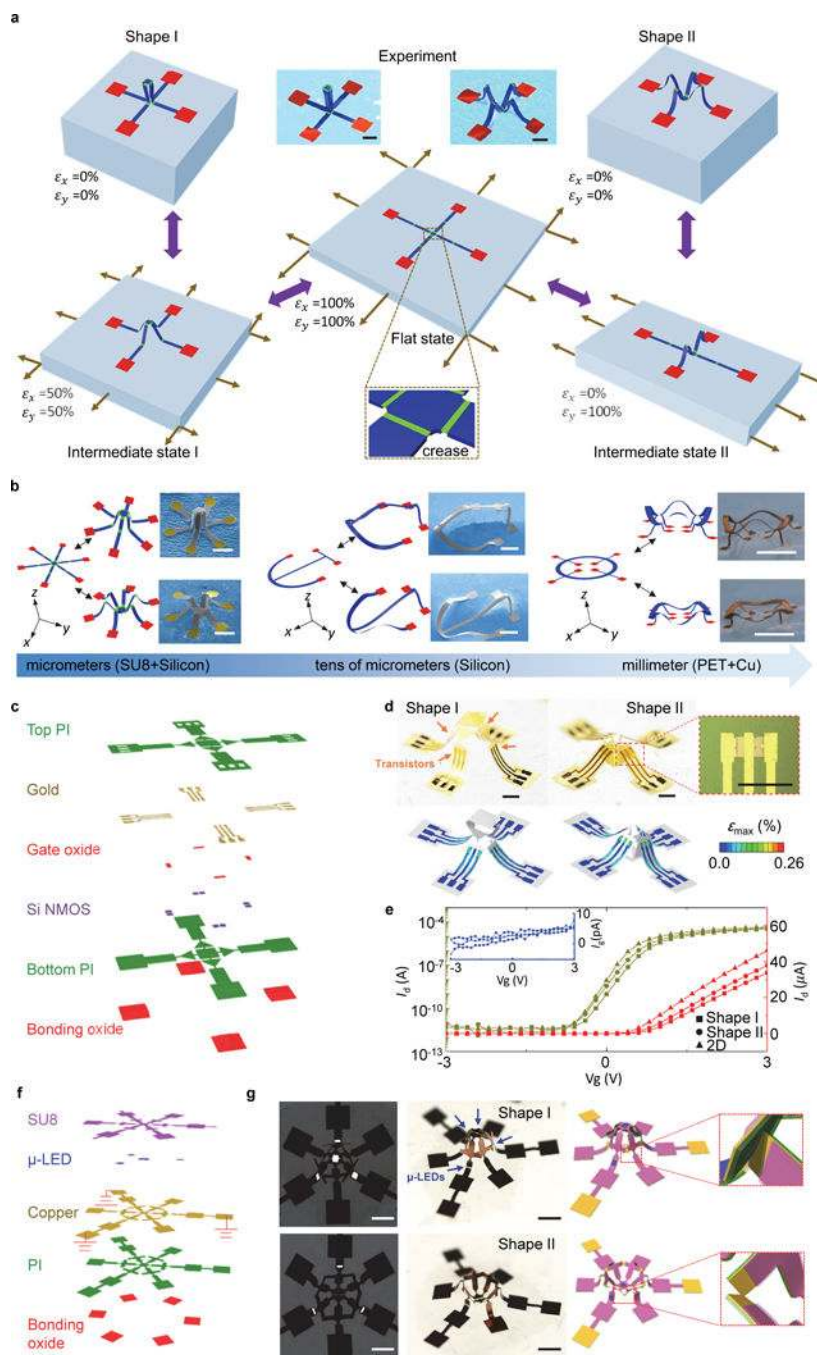 a
Shape I
Experiment
Shape II
εx =0%
εy =0%
εx =0%
εy =0%
εx =100%
εy =100%
Flat state
εx =50%
εy =50%
εx =0%
εy =100%
Intermediate state I
crease
Intermediate state II
b
z
x
y
z
x
y
z
x
y
micrometers (SU8+Silicon)
tens of micrometers (Silicon)
millimeter (PET+Cu)
c
Top PI
Gold
Gate oxide
Si NMOS
Bottom PI
Bonding oxide
d
Shape I
Shape II
Transistors
εmax (%)
0.0
0.26
e
10-4
10-7
10-10
10-13
Id (A)
10
0
Ig(pA)
-3
0
3
Vg (V)
60
40
20
0
Id (μA)
Shape I
Shape II
2D
-3
0
3
Vg (V)
f
SU8
μ-LED
Copper
PI
Bonding
oxide
g
Shape I
μ-LEDs
Shape II